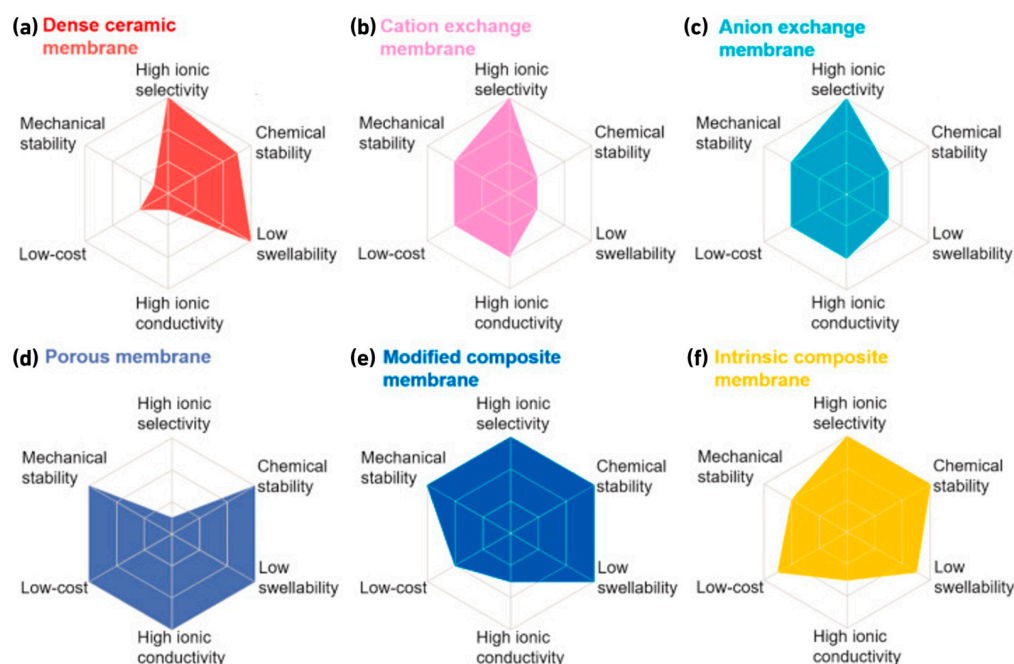 (a) Dense ceramic
membrane
High ionic
selectivity
Mechanical
stability
Chemical
stability
Low-cost
Low
swellability
High ionic
conductivity
(b) Cation exchange
membrane
High ionic
selectivity
Mechanical
stability
Chemical
stability
Low-cost
Low
swellability
High ionic
conductivity
(c) Anion exchange
membrane
High ionic
selectivity
Mechanical
stability
Chemical
stability
Low-cost
Low
swellability
High ionic
conductivity
(d) Porous membrane
High ionic
selectivity
Mechanical
stability
Chemical
stability
Low-cost
Low
swellability
High ionic
conductivity
(e) Modified composite
membrane
High ionic
selectivity
Mechanical
stability
Chemical
stability
Low-cost
Low
swellability
High ionic
conductivity
(f) Intrinsic composite
membrane
High ionic
selectivity
Mechanical
stability
Chemical
stability
Low-cost
Low
swellability
High ionic
conductivity